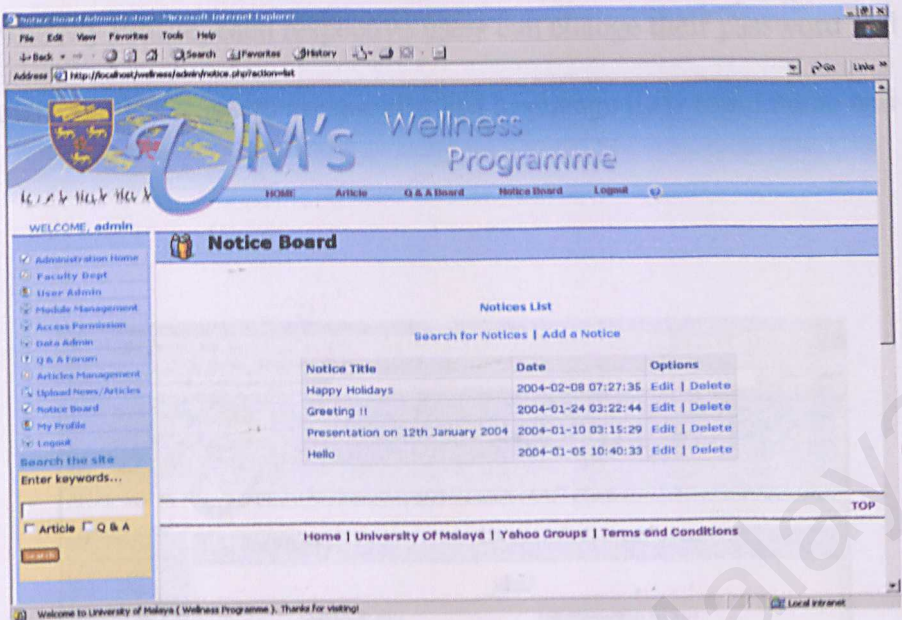 Notice Board Administration - Microsoft Internet Explorer
File Edit View Favorites Tools Help
Back Search Favorites History
Address http://localhost/wellness/admin/notice.php?action=list Go Links
UM's Wellness Programme
HOME Article Q & A Board Notice Board Logout
WELCOME, admin
Administration Home
Faculty Dept
User Admin
Module Management
Access Permission
Data Admin
Q & A Forum
Articles Management
Upload News/Articles
Notice Board
My Profile
Logout
Search the site
Enter keywords...
Article Q & A
Search
Notice Board
Notices List
Search for Notices | Add a Notice
Notice Title Date Options
Happy Holidays 2004-02-08 07:27:35 Edit | Delete
Greeting !! 2004-01-24 03:22:44 Edit | Delete
Presentation on 12th January 2004 2004-01-10 03:15:29 Edit | Delete
Hello 2004-01-05 10:40:33 Edit | Delete
TOP
Home | University Of Malaya | Yahoo Groups | Terms and Conditions
Welcome to University of Malaya ( Wellness Programme ). Thanks for visiting!
Local intranet
Malaya